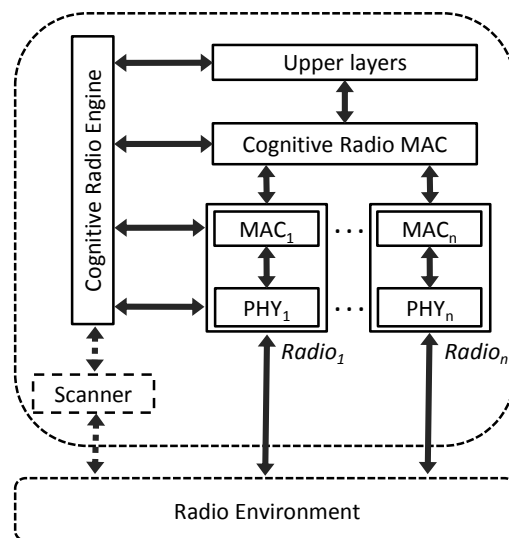 Cognitive Radio Engine
Upper layers
Cognitive Radio MAC
MAC₁ ... MACₙ
PHY₁ ... PHYₙ
Radio₁ Radioₙ
Scanner
Radio Environment